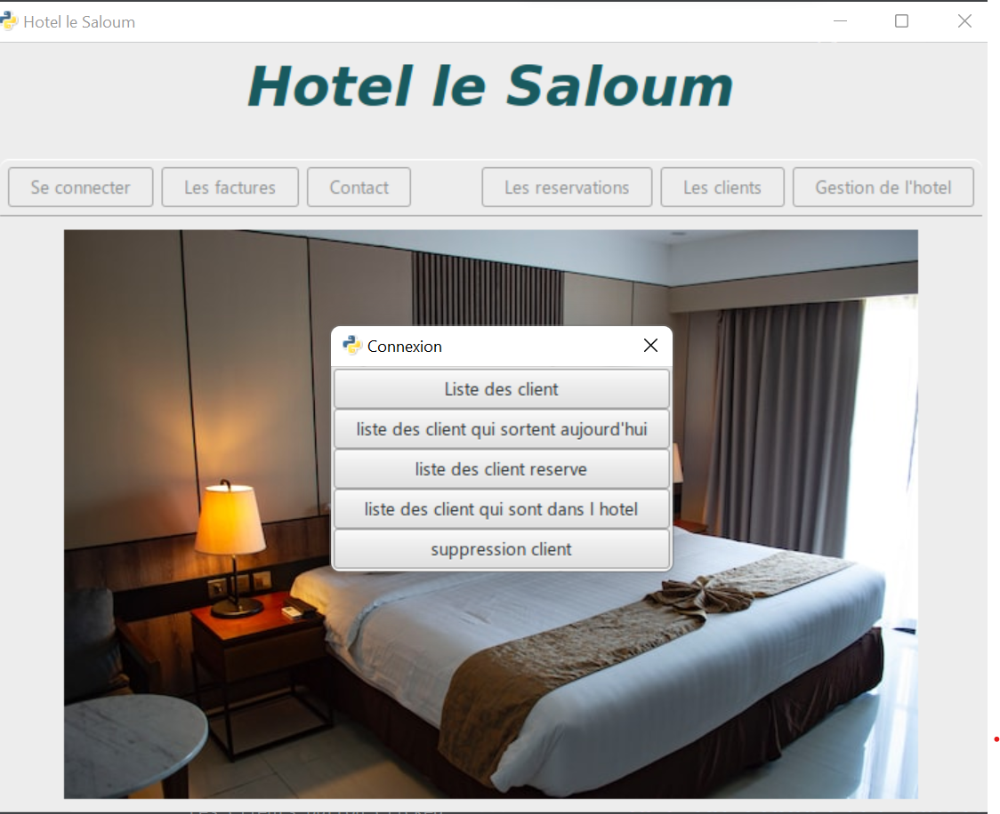 Hotel le Saloum
Hotel le Saloum
Se connecter Les factures Contact Les reservations Les clients Gestion de l'hotel
Connexion
Liste des client
liste des client qui sortent aujourd'hui
liste des client reserve
liste des client qui sont dans l hotel
suppression client